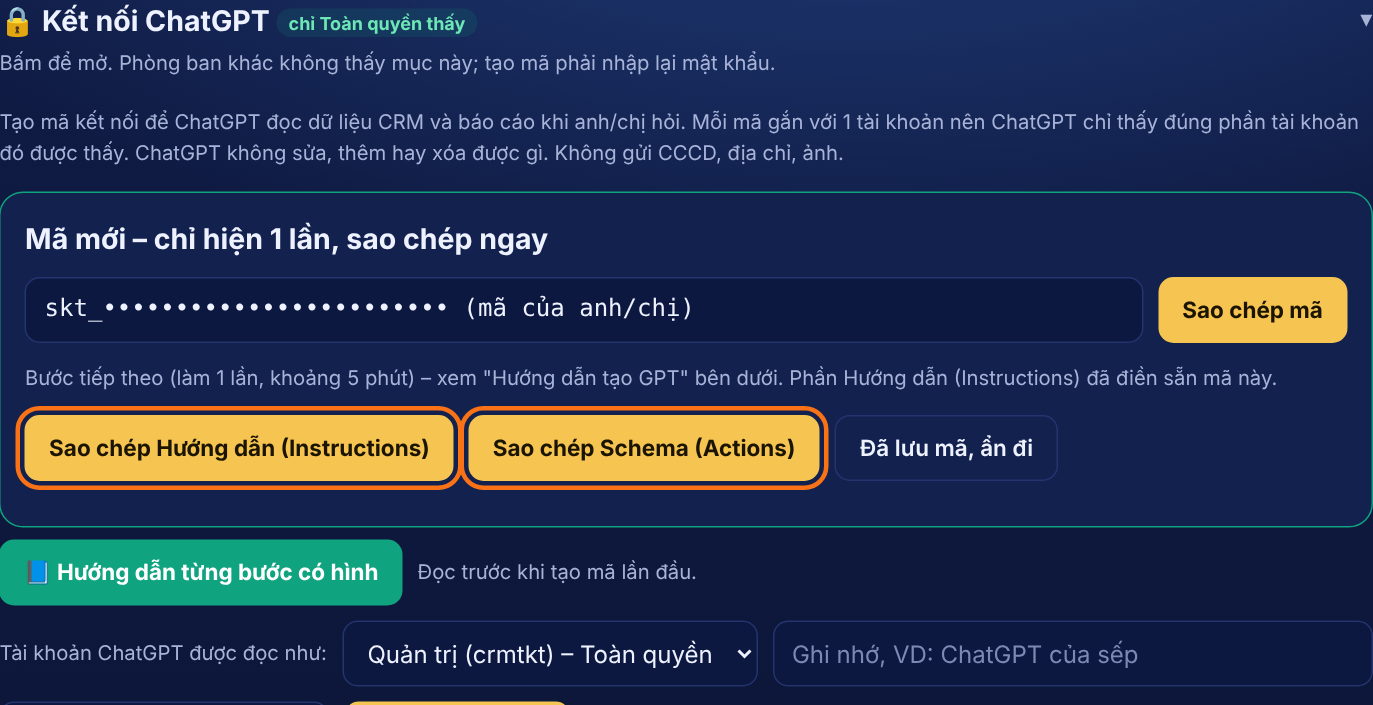 🔒 Kết nối ChatGPT chỉ Toàn quyền thấy ▼
Bấm để mở. Phòng ban khác không thấy mục này; tạo mã phải nhập lại mật khẩu.
Tạo mã kết nối để ChatGPT đọc dữ liệu CRM và báo cáo khi anh/chị hỏi. Mỗi mã gắn với 1 tài khoản nên ChatGPT chỉ thấy đúng phần tài khoản
đó được thấy. ChatGPT không sửa, thêm hay xóa được gì. Không gửi CCCD, địa chỉ, ảnh.
Mã mới – chỉ hiện 1 lần, sao chép ngay
skt_•••••••••••••••••••••••• (mã của anh/chị)
Sao chép mã
Bước tiếp theo (làm 1 lần, khoảng 5 phút) – xem "Hướng dẫn tạo GPT" bên dưới. Phần Hướng dẫn (Instructions) đã điền sẵn mã này.
Sao chép Hướng dẫn (Instructions)
Sao chép Schema (Actions)
Đã lưu mã, ẩn đi
📘 Hướng dẫn từng bước có hình
Đọc trước khi tạo mã lần đầu.
Tài khoản ChatGPT được đọc như:
Quản trị (crmtkt) – Toàn quyền
Ghi nhớ, VD: ChatGPT của sếp